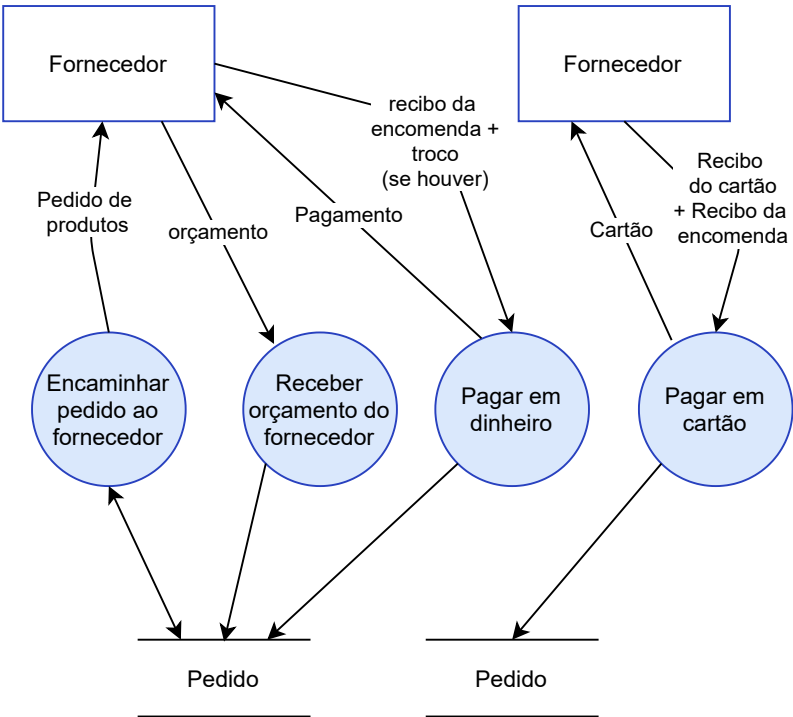 Fornecedor
Fornecedor
recibo da
encomenda +
troco
(se houver)
Recibo
do cartão
+ Recibo da
encomenda
Pedido de
produtos
orçamento
Pagamento
Cartão
Encaminhar
pedido ao
fornecedor
Receber
orçamento do
fornecedor
Pagar em
dinheiro
Pagar em
cartão
Pedido
Pedido